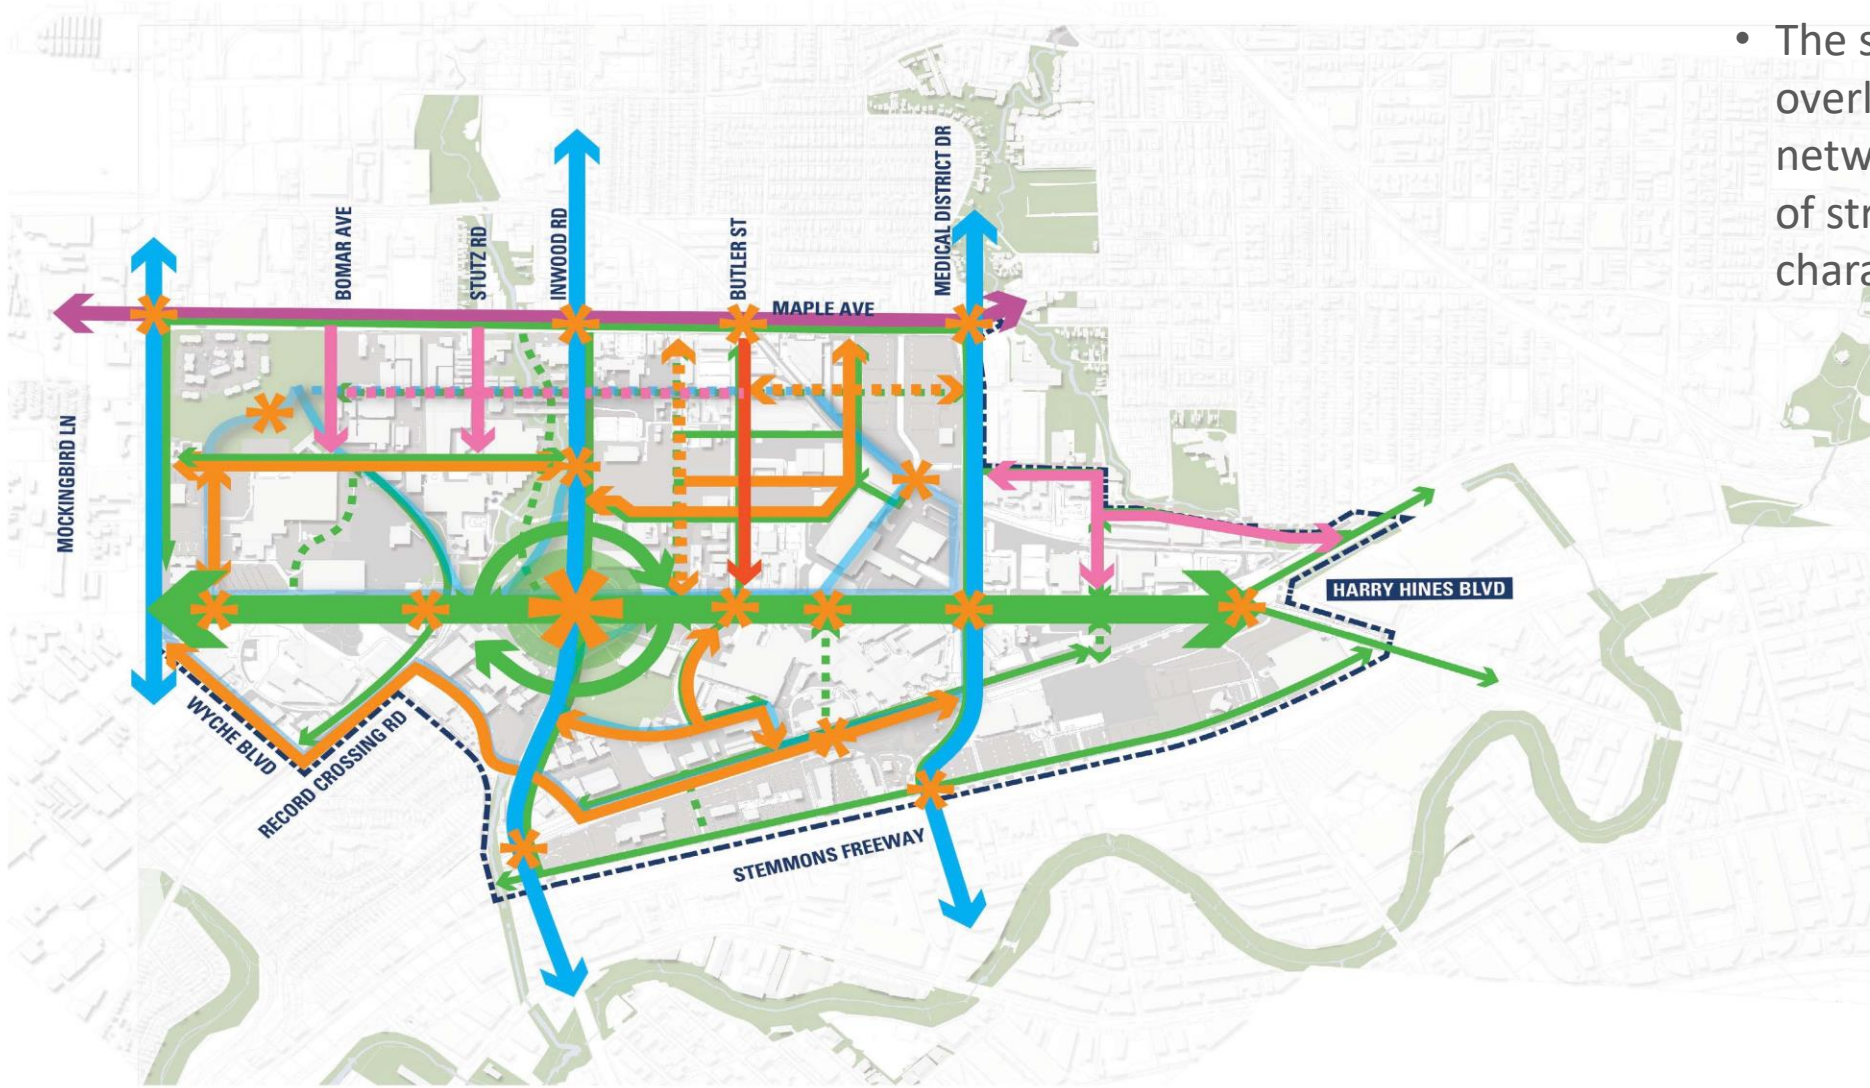 • The s
overl
netw
of str
chara
BOMAR AVE
STUTZ RD
INWOOD RD
BUTLER ST
MEDICAL DISTRICT DR
MAPLE AVE
MOCKINGBIRD LN
HARRY HINES BLVD
WYCHE BLVD
RECORD CROSSING RD
STEMMONS FREEWAY